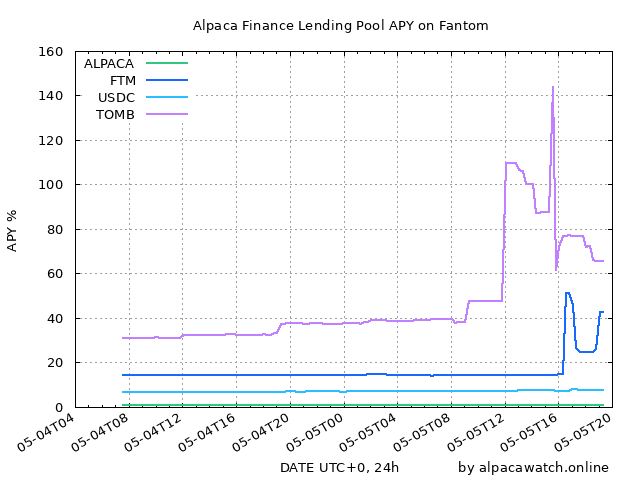 Alpaca Finance Lending Pool APY on Fantom
APY %
160
140
120
100
80
60
40
20
0
ALPACA
FTM
USDC
TOMB
05-04T04
05-04T08
05-04T12
05-04T16
05-04T20
05-05T00
05-05T04
05-05T08
05-05T12
05-05T16
05-05T20
DATE UTC+0, 24h
by alpacawatch.online